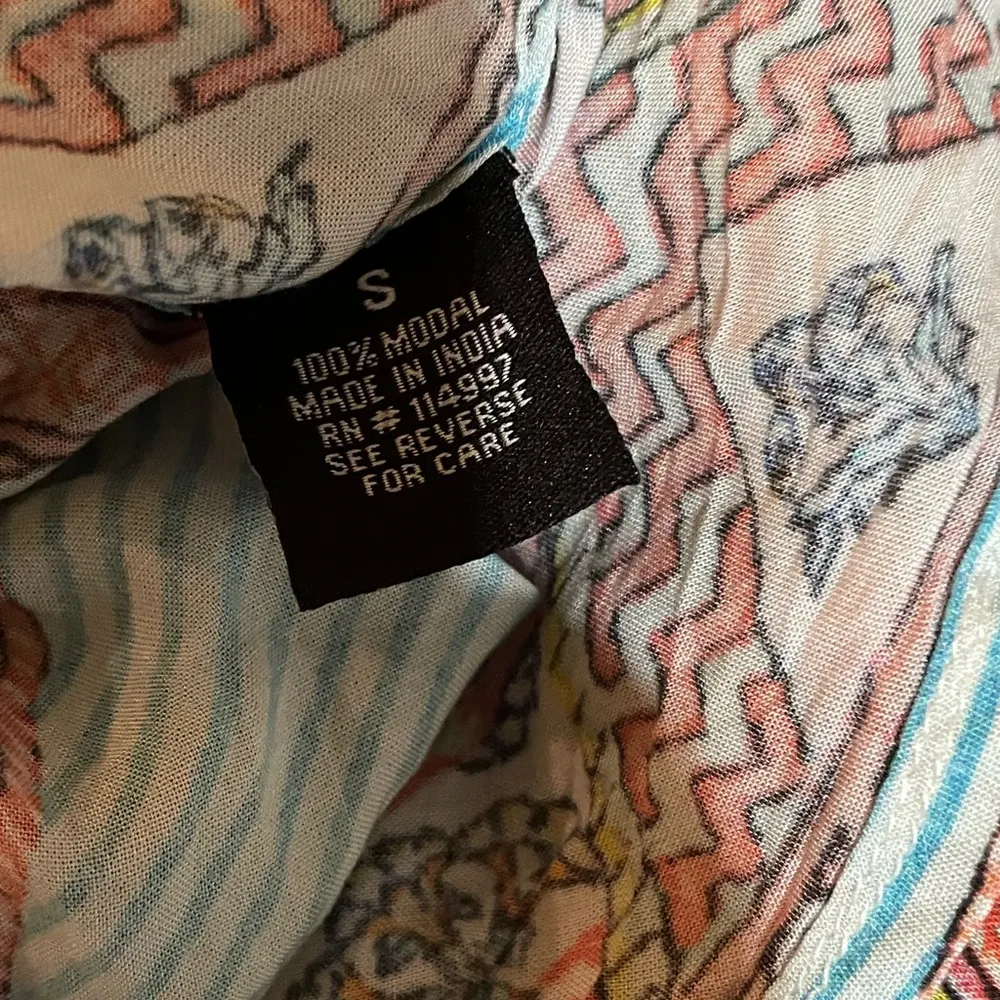 S
100% MODAL
MADE IN INDIA
RN # 114997
SEE REVERSE
FOR CARE